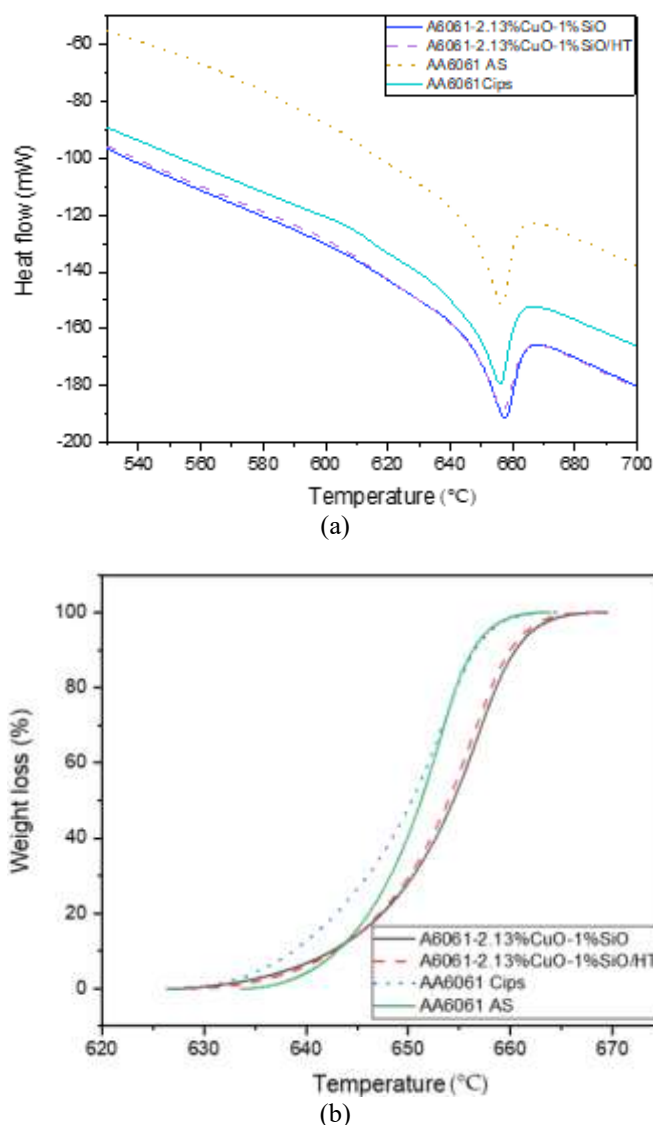 A6061-2.13%CuO-1%SiO
A6061-2.13%CuO-1%SiO/HT
AA6061 AS
AA6061Cips
-60
-80
-100
-120
-140
-160
-180
-200
Heat flow (mW)
540 560 580 600 620 640 660 680 700
Temperature (°C)
(a)
100
80
60
40
20
0
Weight loss (%)
A6061-2.13%CuO-1%SiO
A6061-2.13%CuO-1%SiO/HT
AA6061 Cips
AA6061 AS
620 630 640 650 660 670
Temperature (°C)
(b)